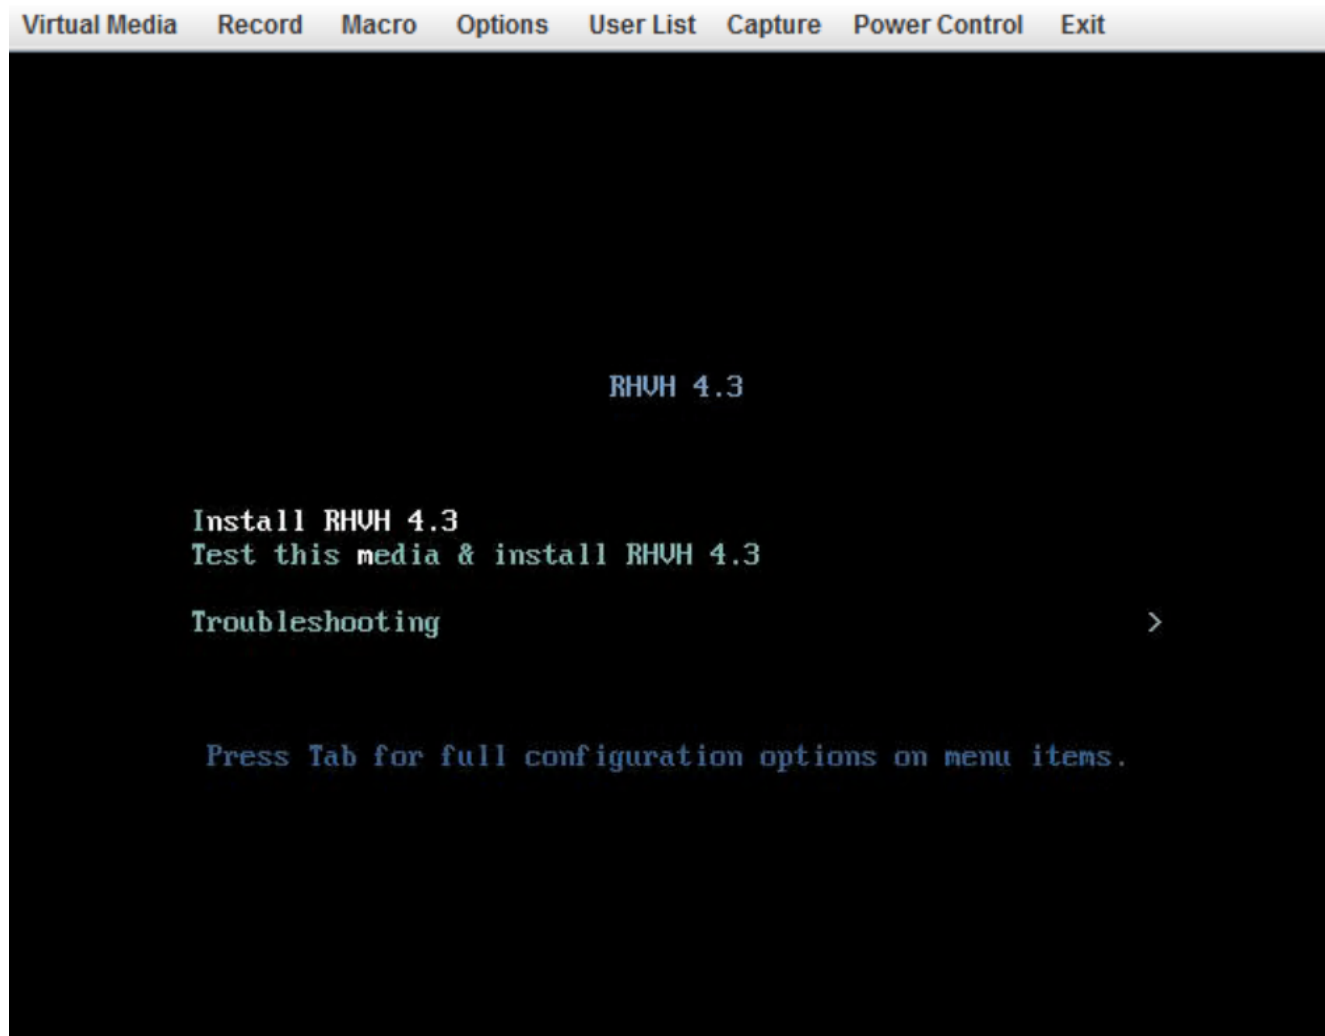 Virtual Media Record Macro Options User List Capture Power Control Exit
RHVH 4.3
Install RHVH 4.3
Test this media & install RHVH 4.3
Troubleshooting >
Press Tab for full configuration options on menu items.